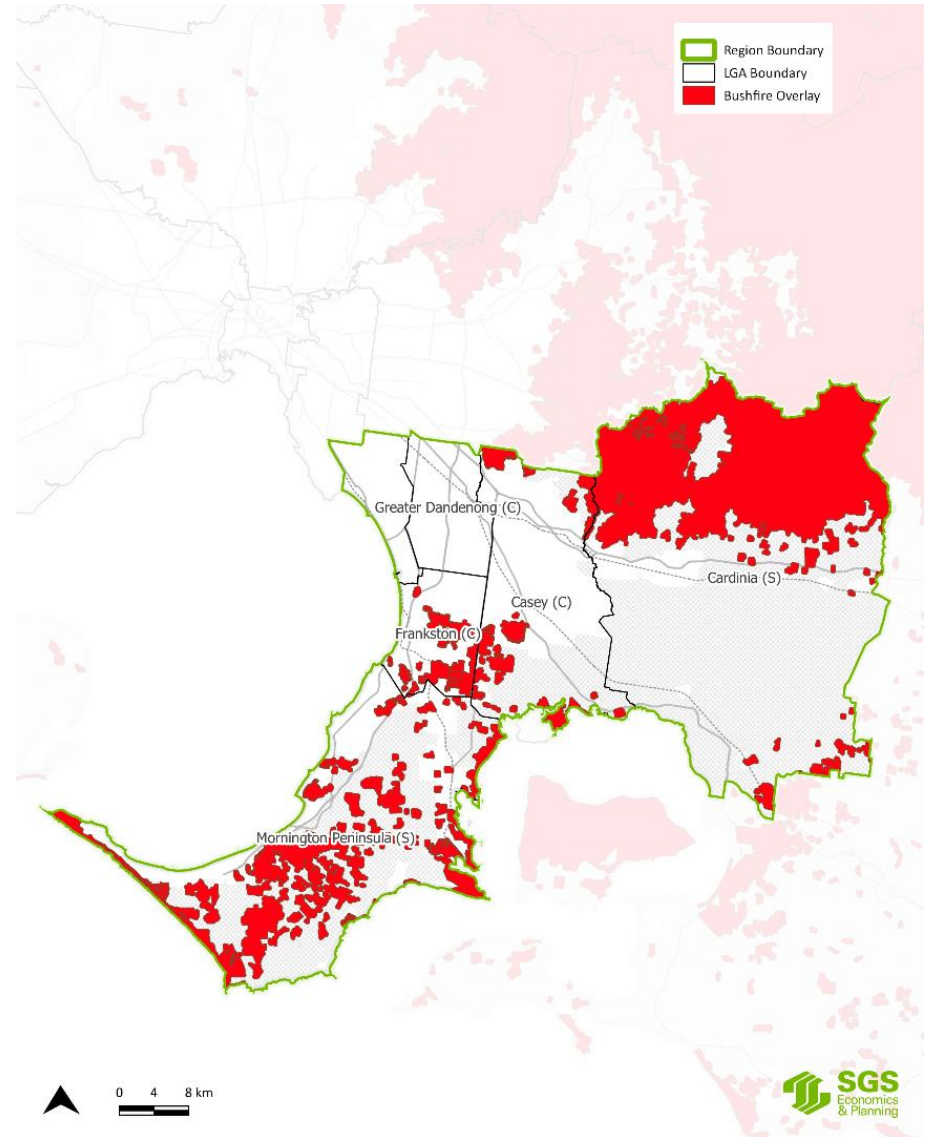 Region Boundary
LGA Boundary
Bushfire Overlay
Greater Dandenong (C)
Cardinia (S)
Casey (C)
Frankston (C)
Mornington Peninsula (S)
0 4 8 km
SGS
Economics
& Planning